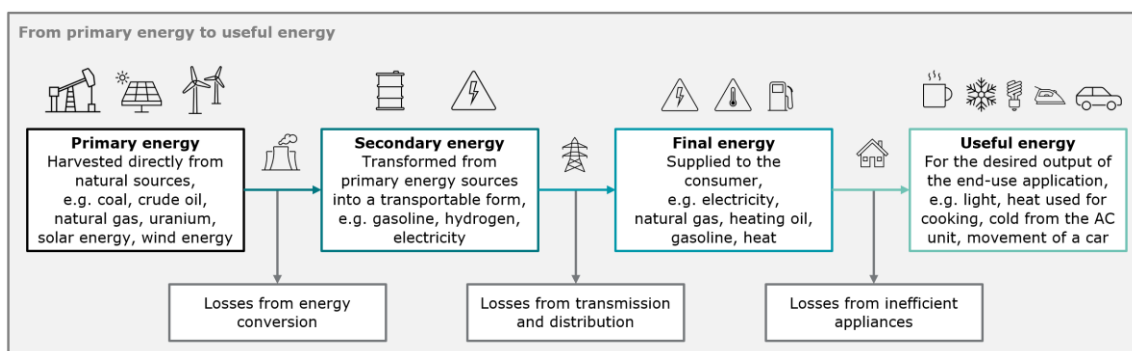 From primary energy to useful energy
Primary energy
Harvested directly from
natural sources,
e.g. coal, crude oil,
natural gas, uranium,
solar energy, wind energy
Secondary energy
Transformed from
primary energy sources
into a transportable form,
e.g. gasoline, hydrogen,
electricity
Final energy
Supplied to the
consumer,
e.g. electricity,
natural gas, heating oil,
gasoline, heat
Useful energy
For the desired output of
the end-use application,
e.g. light, heat used for
cooking, cold from the AC
unit, movement of a car
Losses from energy
conversion
Losses from transmission
and distribution
Losses from inefficient
appliances